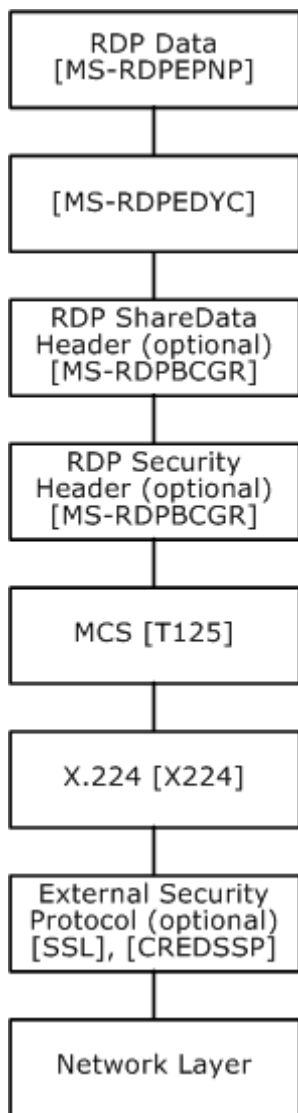 RDP Data
[MS-RDPEPNP]
[MS-RDPEDYC]
RDP ShareData
Header (optional)
[MS-RDPBCGR]
RDP Security
Header (optional)
[MS-RDPBCGR]
MCS [T125]
X.224 [X224]
External Security
Protocol (optional)
[SSL], [CREDSSP]
Network Layer